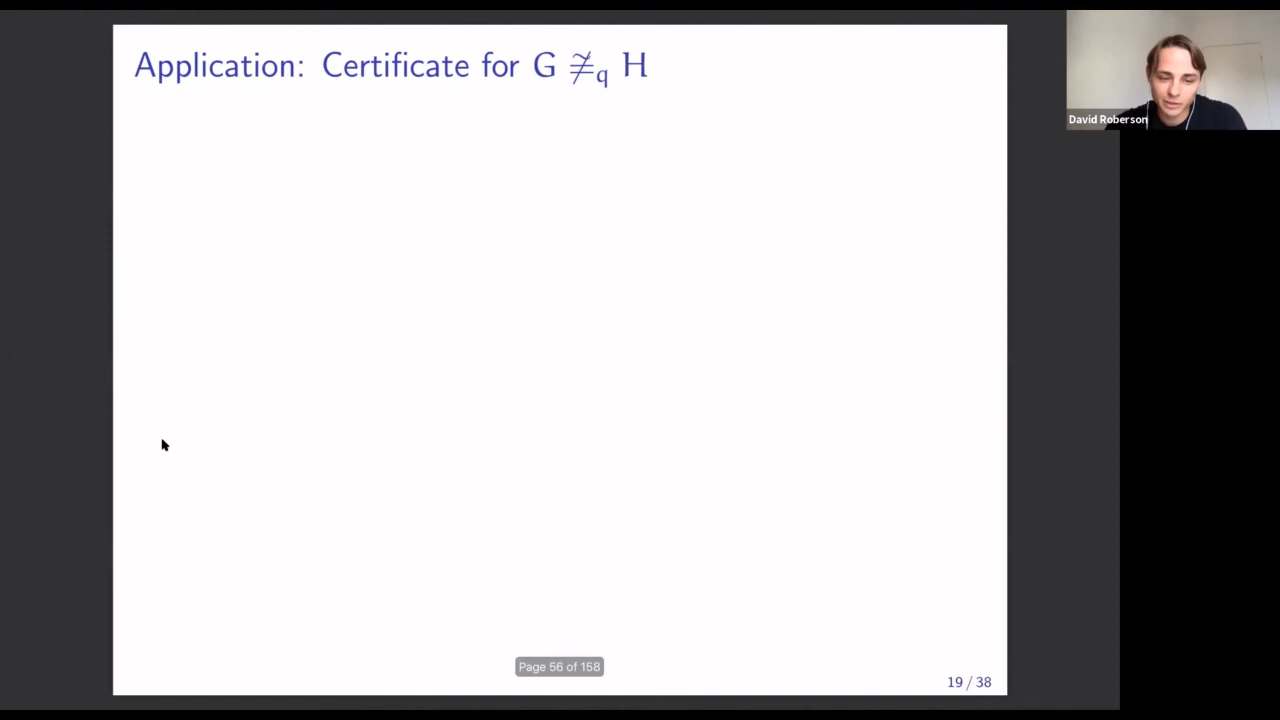 Application: Certificate for G ≇q H
David Roberson
Page 56 of 158
19 / 38